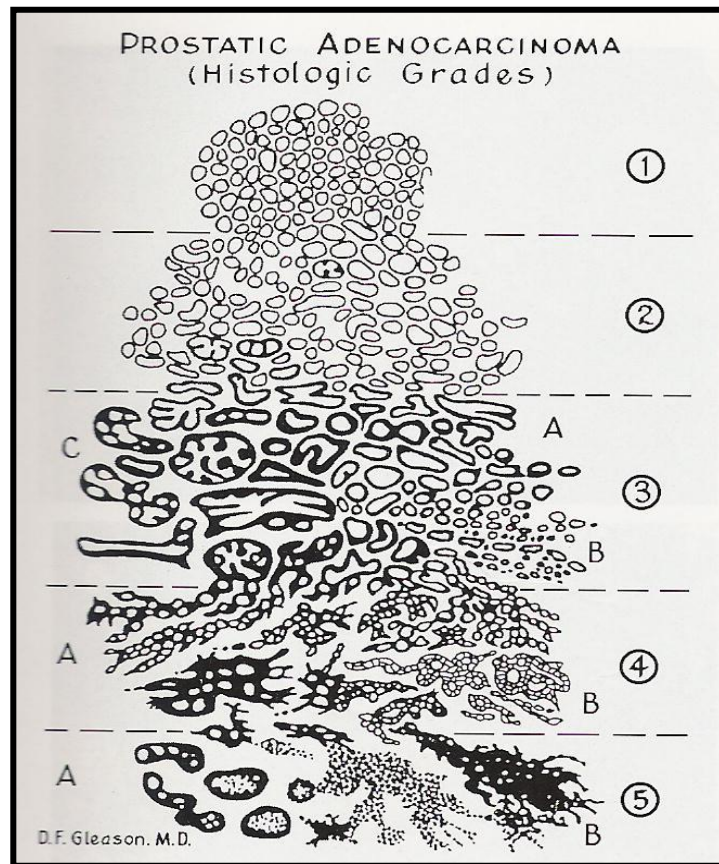 PROSTATIC ADENOCARCINOMA
(Histologic Grades)
1
2
A
C
3
B
A
4
B
A
5
B
D.F. Gleason. M.D.